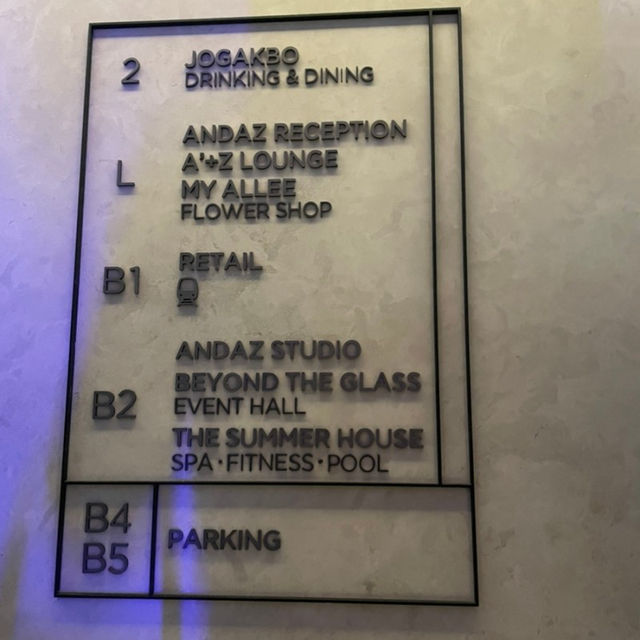 2
JOGAKBO
DRINKING & DINING
L
ANDAZ RECEPTION
A'+Z LOUNGE
MY ALLEE
FLOWER SHOP
B1
RETAIL
B2
ANDAZ STUDIO
BEYOND THE GLASS
EVENT HALL
THE SUMMER HOUSE
SPA · FITNESS · POOL
B4
B5
PARKING